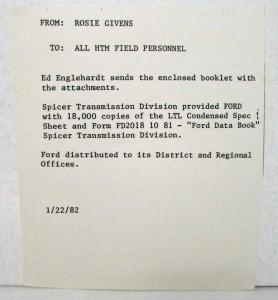 FROM: ROSIE GIVENS
TO: ALL HTM FIELD PERSONNEL
Ed Englehardt sends the enclosed booklet with
the attachments.
Spicer Transmission Division provided FORD
with 18,000 copies of the LTL Condensed Spec
Sheet and Form FD2018 10 81 - "Ford Data Book"
Spicer Transmission Division.
Ford distributed to its District and Regional
Offices.
1/22/82